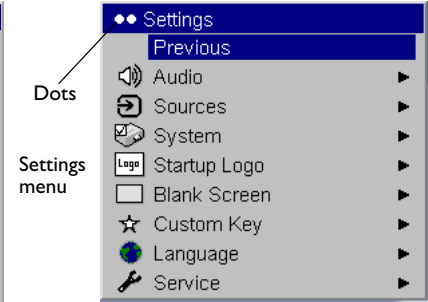 Settings
Previous
Dots
Audio
Sources
System
Settings
menu
Logo
Startup Logo
Blank Screen
Custom Key
Language
Service